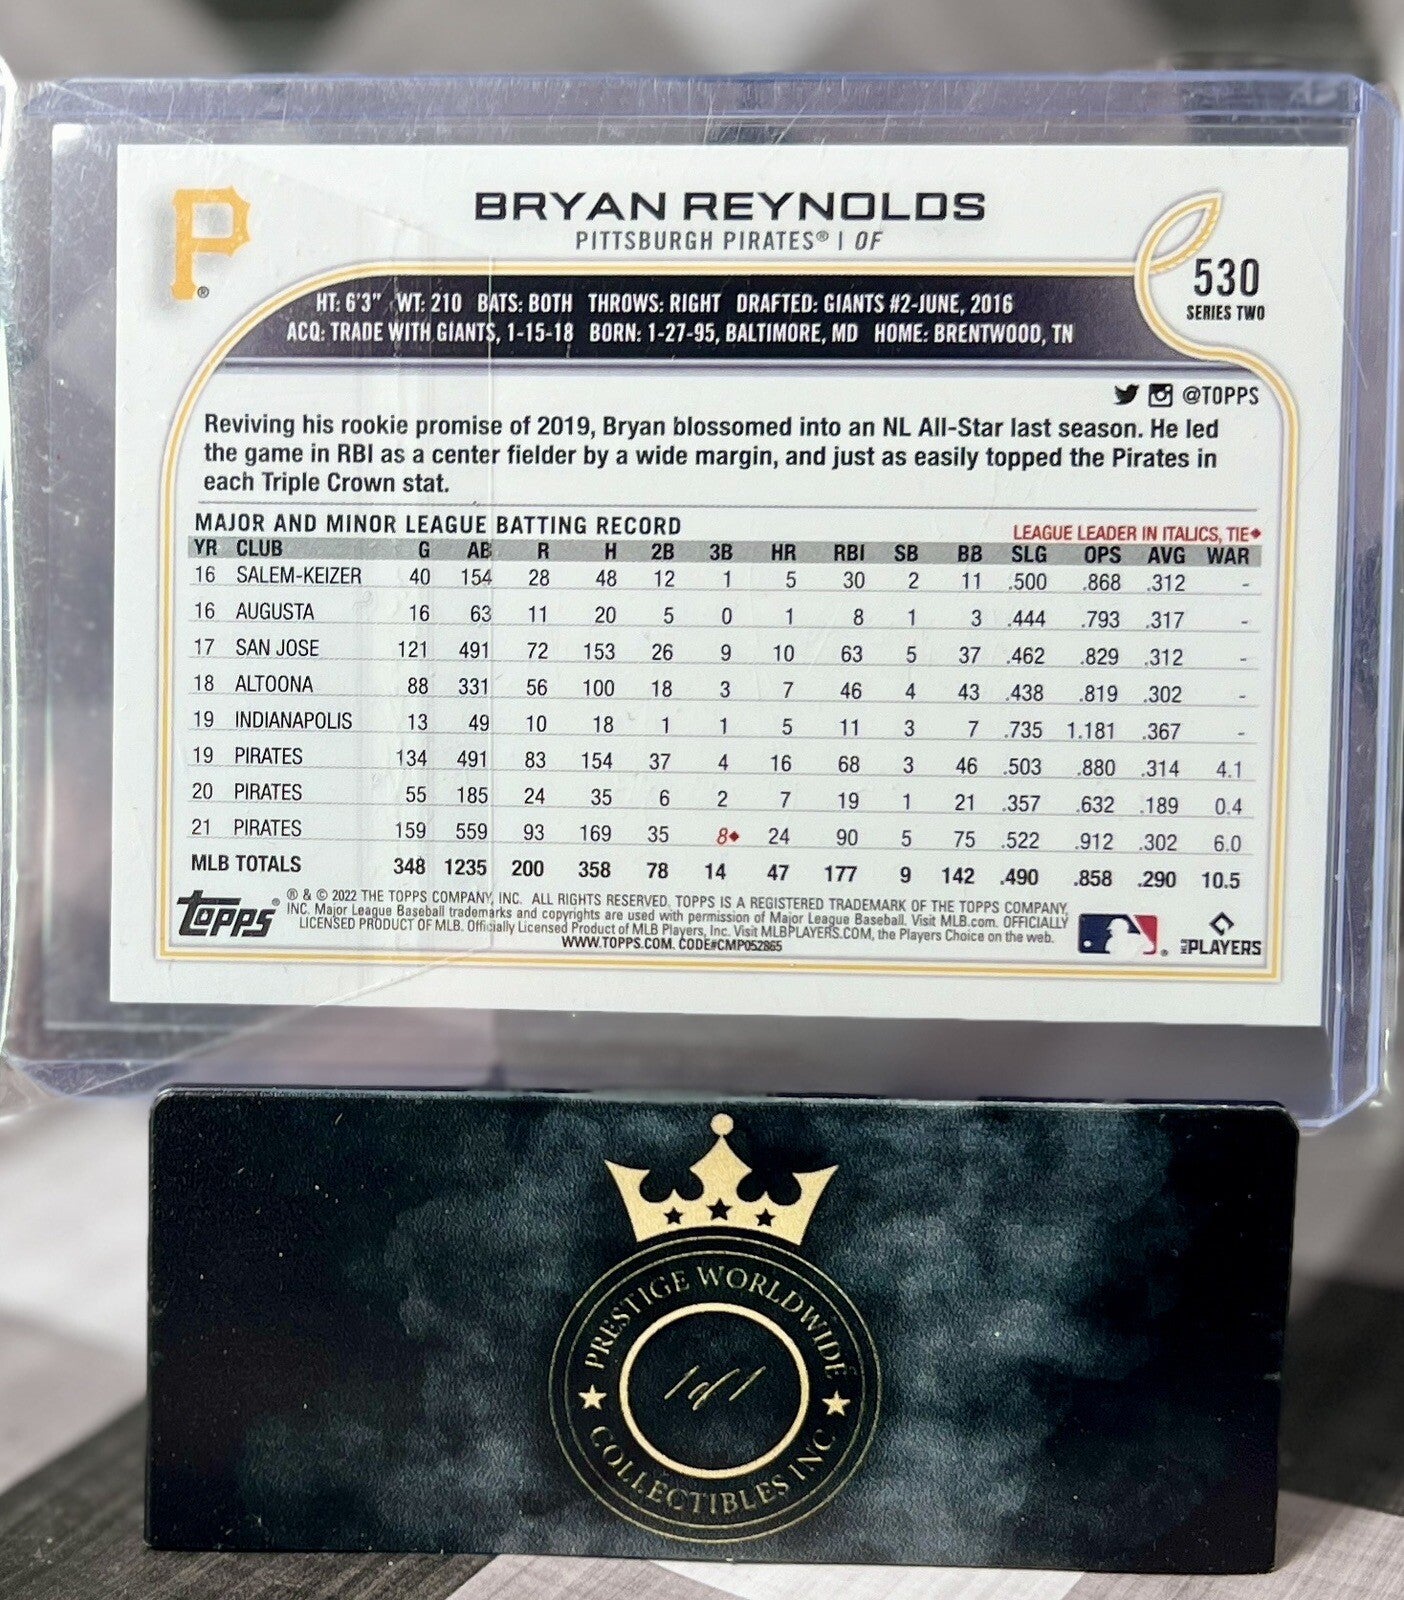 P®
BRYAN REYNOLDS
PITTSBURGH PIRATES® | OF
530
SERIES TWO
HT: 6'3" WT: 210 BATS: BOTH THROWS: RIGHT DRAFTED: GIANTS #2-JUNE, 2016
ACQ: TRADE WITH GIANTS, 1-15-18 BORN: 1-27-95, BALTIMORE, MD HOME: BRENTWOOD, TN
@TOPPS
Reviving his rookie promise of 2019, Bryan blossomed into an NL All-Star last season. He led
the game in RBI as a center fielder by a wide margin, and just as easily topped the Pirates in
each Triple Crown stat.
MAJOR AND MINOR LEAGUE BATTING RECORD LEAGUE LEADER IN ITALICS, TIE♦
YR CLUB G AB R H 2B 3B HR RBI SB BB SLG OPS AVG WAR
16 SALEM-KEIZER 40 154 28 48 12 1 5 30 2 11 .500 .868 .312 -
16 AUGUSTA 16 63 11 20 5 0 1 8 1 3 .444 .793 .317 -
17 SAN JOSE 121 491 72 153 26 9 10 63 5 37 .462 .829 .312 -
18 ALTOONA 88 331 56 100 18 3 7 46 4 43 .438 .819 .302 -
19 INDIANAPOLIS 13 49 10 18 1 1 5 11 3 7 .735 1.181 .367 -
19 PIRATES 134 491 83 154 37 4 16 68 3 46 .503 .880 .314 4.1
20 PIRATES 55 185 24 35 6 2 7 19 1 21 .357 .632 .189 0.4
21 PIRATES 159 559 93 169 35 8♦ 24 90 5 75 .522 .912 .302 6.0
MLB TOTALS 348 1235 200 358 78 14 47 177 9 142 .490 .858 .290 10.5
topps®
® & © 2022 THE TOPPS COMPANY, INC. ALL RIGHTS RESERVED. TOPPS IS A REGISTERED TRADEMARK OF THE TOPPS COMPANY,
INC. Major League Baseball trademarks and copyrights are used with permission of Major League Baseball. Visit MLB.com. OFFICIALLY
LICENSED PRODUCT OF MLB. Officially Licensed Product of MLB Players, Inc. Visit MLBPLAYERS.COM, the Players Choice on the web.
WWW.TOPPS.COM. CODE#CMP052865
MLB PLAYERS
PRESTIGE WORLDWIDE
1 of 1
COLLECTIBLES INC